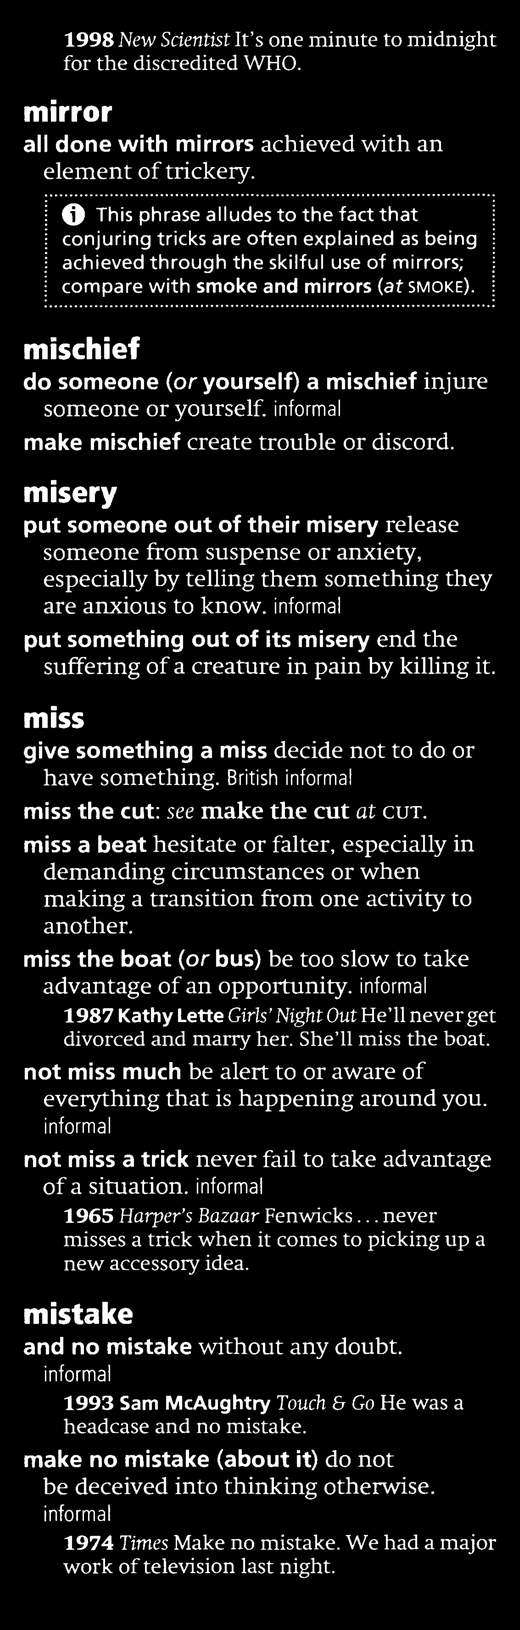 1998 New Scientist It's one minute to midnight
for the discredited WHO.
mirror
all done with mirrors achieved with an
element of trickery.
i This phrase alludes to the fact that
conjuring tricks are often explained as being
achieved through the skilful use of mirrors;
compare with smoke and mirrors (at SMOKE).
mischief
do someone (or yourself) a mischief injure
someone or yourself. informal
make mischief create trouble or discord.
misery
put someone out of their misery release
someone from suspense or anxiety,
especially by telling them something they
are anxious to know. informal
put something out of its misery end the
suffering of a creature in pain by killing it.
miss
give something a miss decide not to do or
have something. British informal
miss the cut: see make the cut at CUT.
miss a beat hesitate or falter, especially in
demanding circumstances or when
making a transition from one activity to
another.
miss the boat (or bus) be too slow to take
advantage of an opportunity. informal
1987 Kathy Lette Girls' Night Out He'll never get
divorced and marry her. She'll miss the boat.
not miss much be alert to or aware of
everything that is happening around you.
informal
not miss a trick never fail to take advantage
of a situation. informal
1965 Harper's Bazaar Fenwicks...never
misses a trick when it comes to picking up a
new accessory idea.
mistake
and no mistake without any doubt.
informal
1993 Sam McAughtry Touch & Go He was a
headcase and no mistake.
make no mistake (about it) do not
be deceived into thinking otherwise.
informal
1974 Times Make no mistake. We had a major
work of television last night.